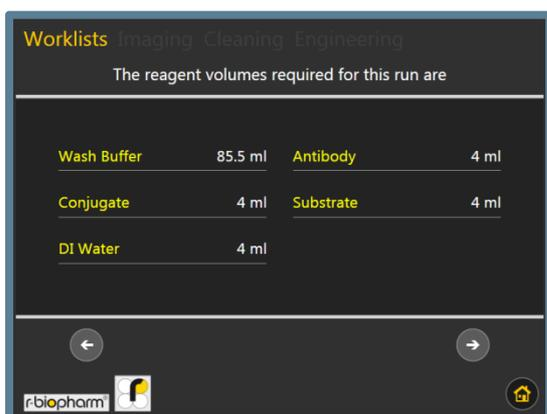 Worklists Imaging Cleaning Engineering
The reagent volumes required for this run are
Wash Buffer 85.5 ml Antibody 4 ml
Conjugate 4 ml Substrate 4 ml
DI Water 4 ml
r-biopharm®